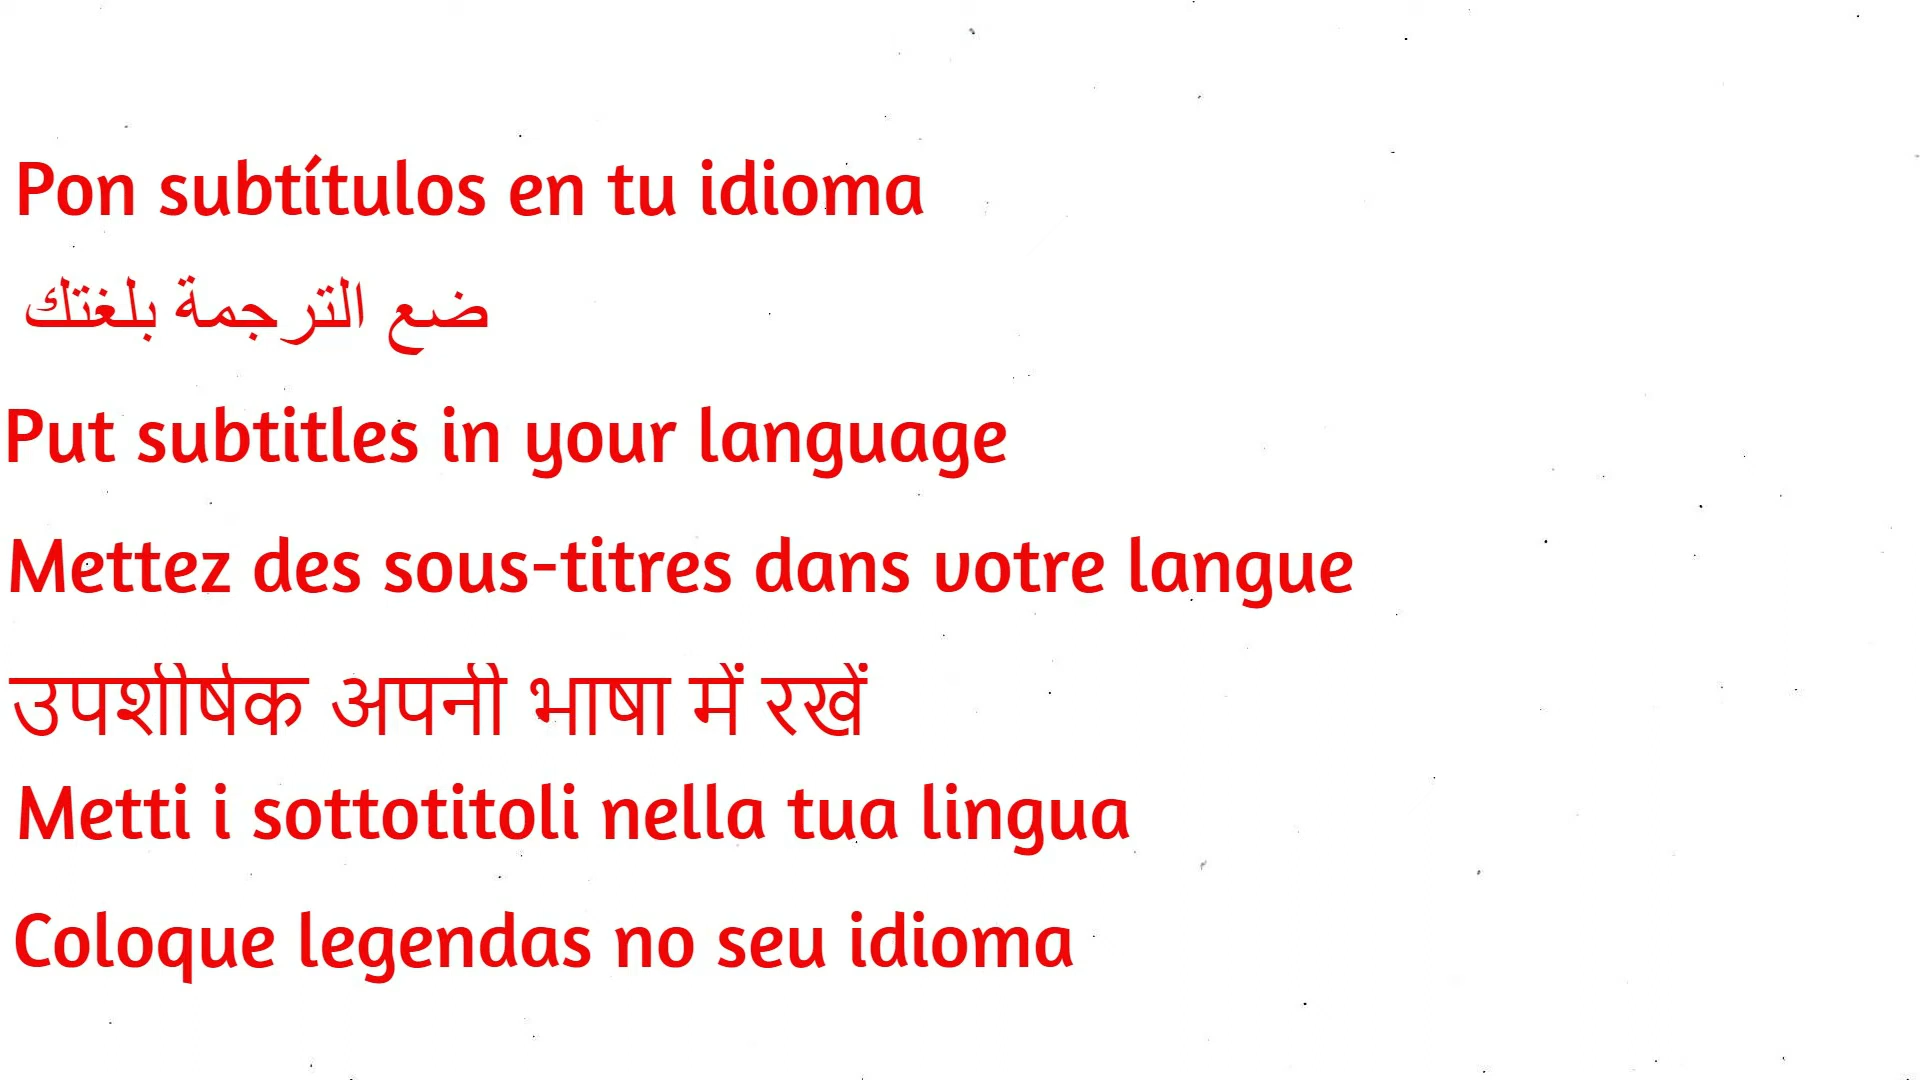 Pon subtítulos en tu idioma
ضع الترجمة بلغتك
Put subtitles in your language
Mettez des sous-titres dans votre langue
उपशीर्षक अपनी भाषा में रखें
Metti i sottotitoli nella tua lingua
Coloque legendas no seu idioma